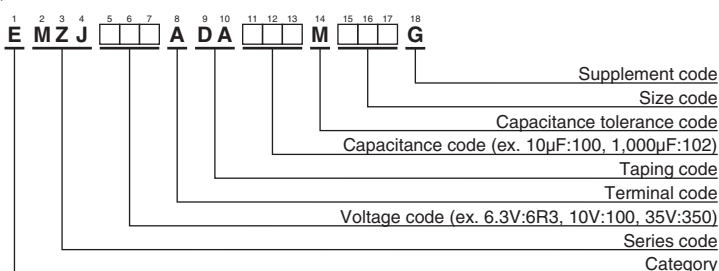 1 2 3 4 5 6 7 8 9 10 11 12 13 14 15 16 17 18
E M Z J A D A M G
Supplement code
Size code
Capacitance tolerance code
Capacitance code (ex. 10µF:100, 1,000µF:102)
Taping code
Terminal code
Voltage code (ex. 6.3V:6R3, 10V:100, 35V:350)
Series code
Category